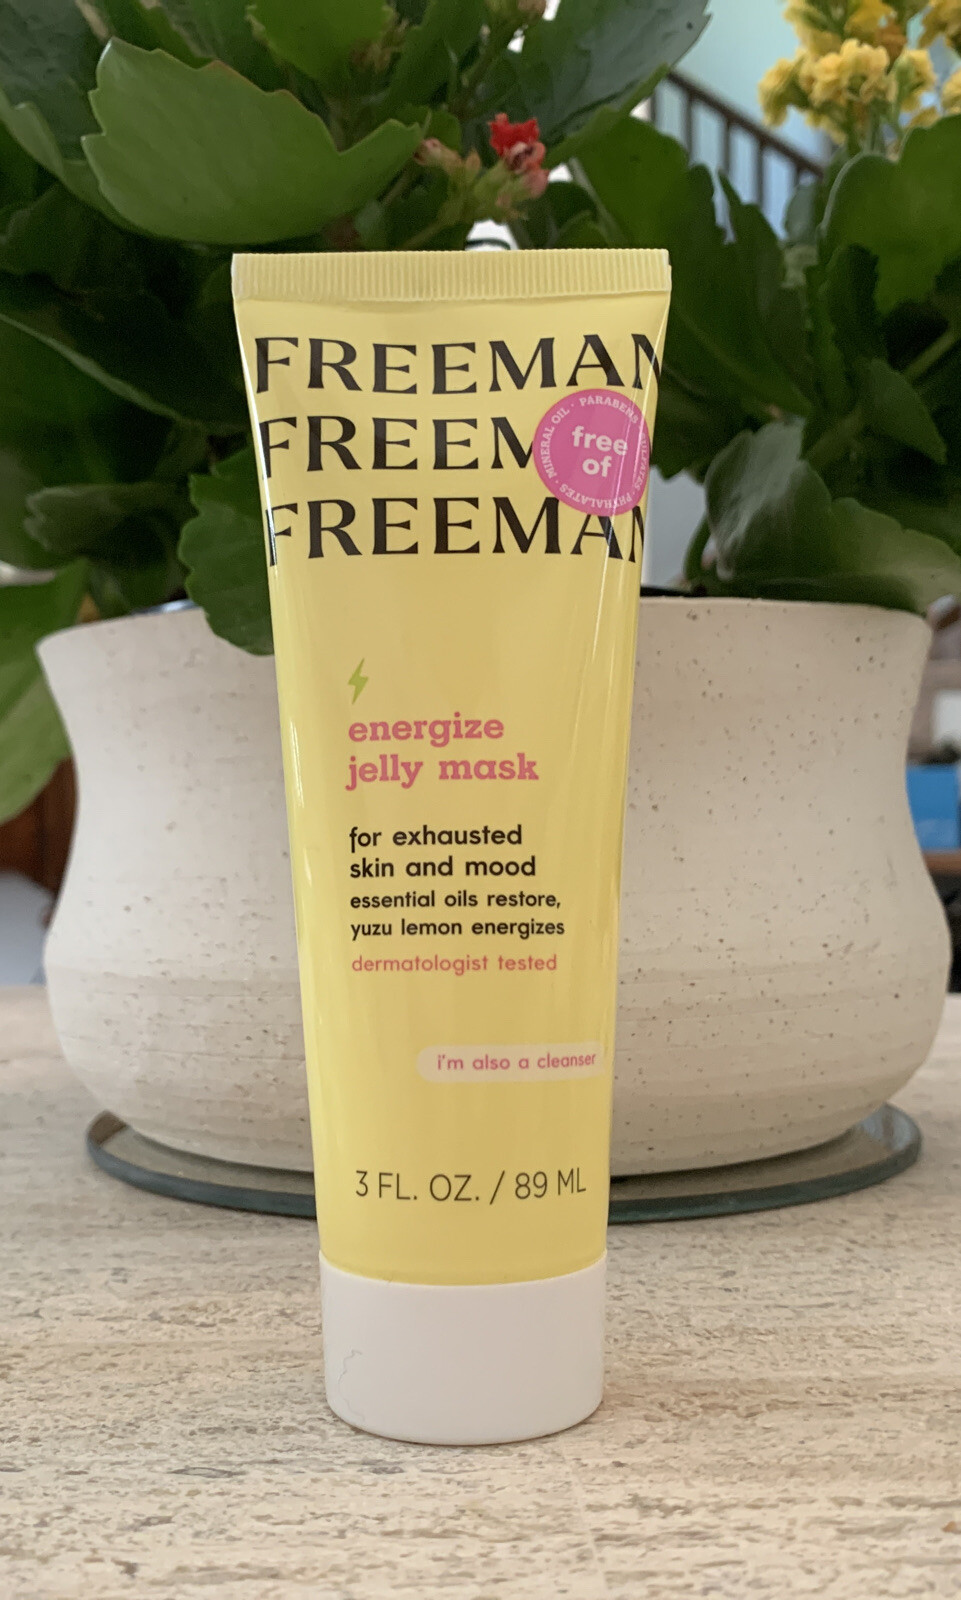 FREEMAN
FREEM
FREEMAN
free
of
MINERAL OIL · PARABENS · SULFATES · PHTHALATES ·
energize
jelly mask
for exhausted
skin and mood
essential oils restore,
yuzu lemon energizes
dermatologist tested
i'm also a cleanser
3 FL. OZ. / 89 ML